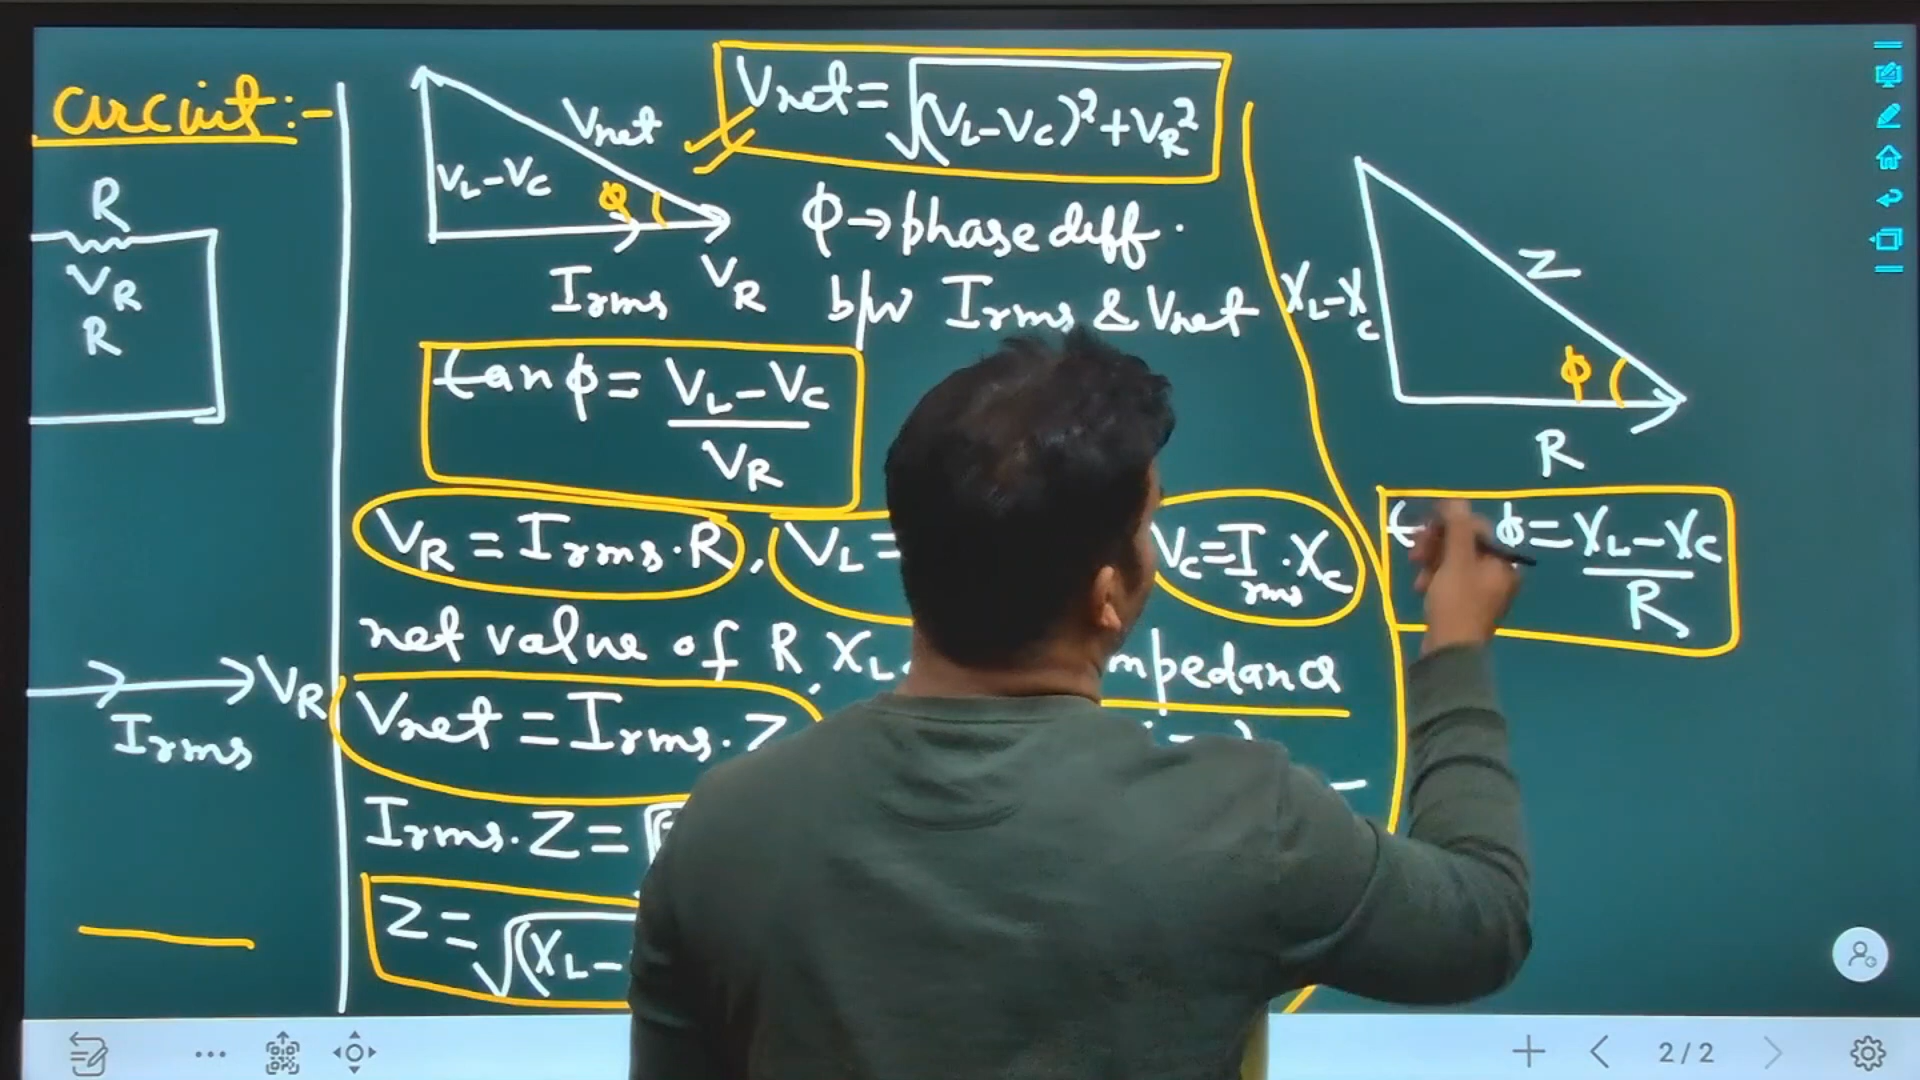 circuit:-
R
VR
R
VR
Irms
Vnet
VL-VC
φ
Irms VR
Vnet = √(VL-VC)²+VR²
φ → phase diff.
b/w Irms & Vnet
tan φ = VL-VC
VR
VR = Irms.R, VL = VC = Irms.XC
net value of R, XL
Vnet = Irms.Z
Irms.Z = √
Z = √(XL-
Z
XL-XC
φ
R
φ = XL-XC
R
2/2